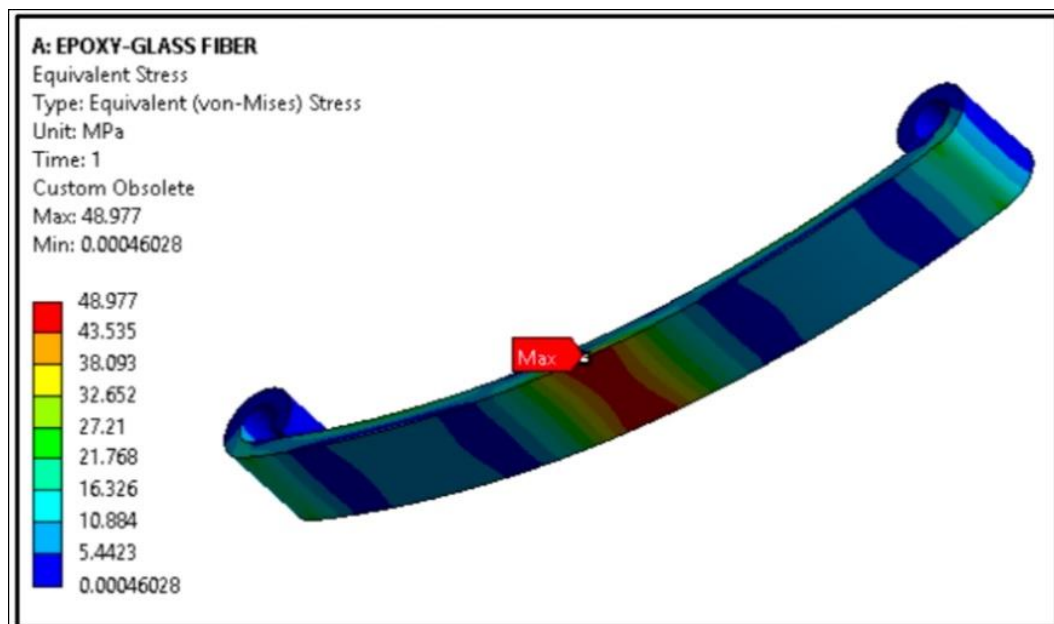 A: EPOXY-GLASS FIBER
Equivalent Stress
Type: Equivalent (von-Mises) Stress
Unit: MPa
Time: 1
Custom Obsolete
Max: 48.977
Min: 0.00046028
48.977
43.535
38.093
32.652
27.21
21.768
16.326
10.884
5.4423
0.00046028
Max